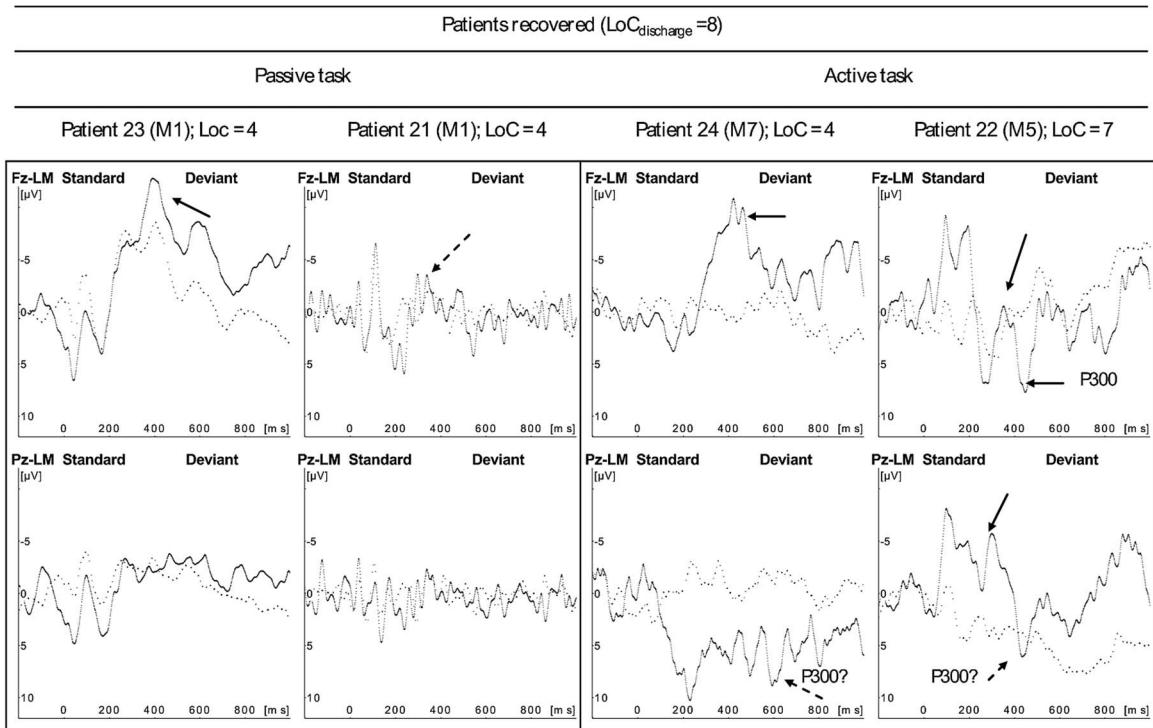 Patients recovered (LoCdischarge =8)
Passive task Active task
Patient 23 (M1); Loc = 4 Patient 21 (M1); LoC = 4 Patient 24 (M7); LoC = 4 Patient 22 (M5); LoC = 7
Fz-LM Standard Deviant Fz-LM Standard Deviant Fz-LM Standard Deviant Fz-LM Standard Deviant
[µV] [µV] [µV] [µV]
-5 -5 -5 -5
0 0 0 0
5 5 5 5
P300
10 10 10 10
0 200 400 600 800 [m s] 0 200 400 600 800 [m s] 0 200 400 600 800 [m s] 0 200 400 600 800 [m s]
Pz-LM Standard Deviant Pz-LM Standard Deviant Pz-LM Standard Deviant Pz-LM Standard Deviant
[µV] [µV] [µV] [µV]
-5 -5 -5 -5
0 0 0 0
5 5 5 5
P300? P300?
10 10 10 10
0 200 400 600 800 [m s] 0 200 400 600 800 [m s] 0 200 400 600 800 [m s] 0 200 400 600 800 [m s]